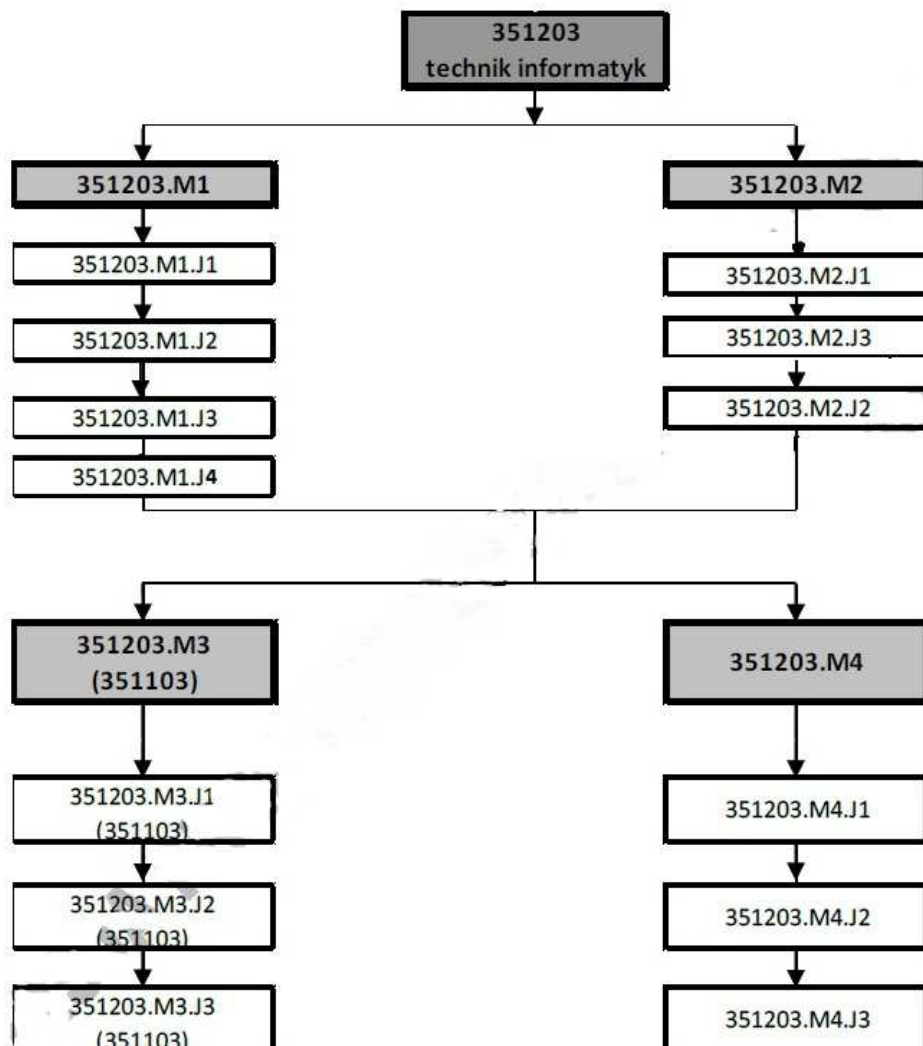 351203
technik informatyk
351203.M1
351203.M2
351203.M1.J1
351203.M2.J1
351203.M1.J2
351203.M2.J3
351203.M1.J3
351203.M2.J2
351203.M1.J4
351203.M3
(351103)
351203.M4
351203.M3.J1
(351103)
351203.M4.J1
351203.M3.J2
(351103)
351203.M4.J2
351203.M3.J3
(351103)
351203.M4.J3